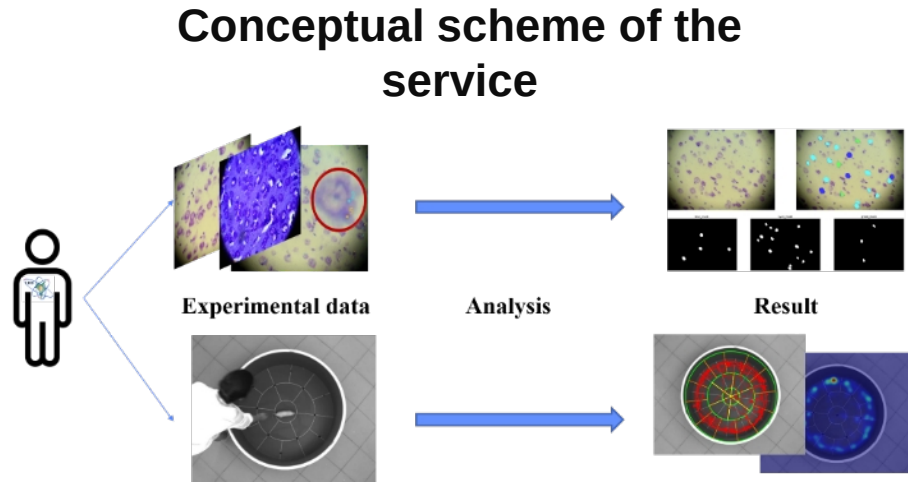 Conceptual scheme of the
service
Experimental data
Analysis
Result